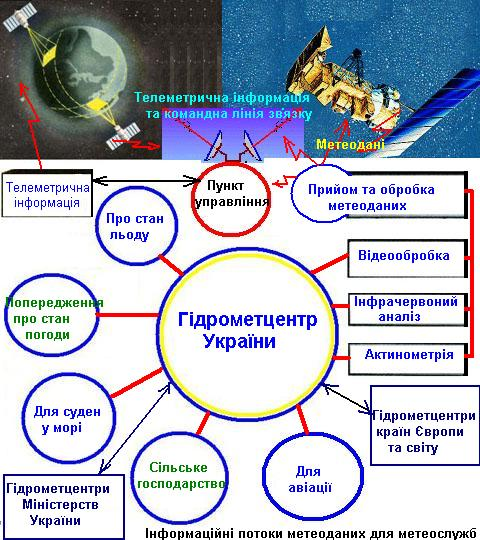 Телеметрична інформація
та командна лінія звязку
Метеодані
Телеметрична
інформація
Пункт
управління
Прийом та обробка
метеоданих
Про стан
льоду
Відеообробка
Попередження
про стан
погоди
Гідрометцентр
України
Інфрачервоний
аналіз
Актинометрія
Для суден
у морі
Гідрометцентри
країн Європи
та світу
Сільське
господарство
Для
авіації
Гідрометцентри
Міністерств
України
Інформаційні потоки метеоданих для метеослужб